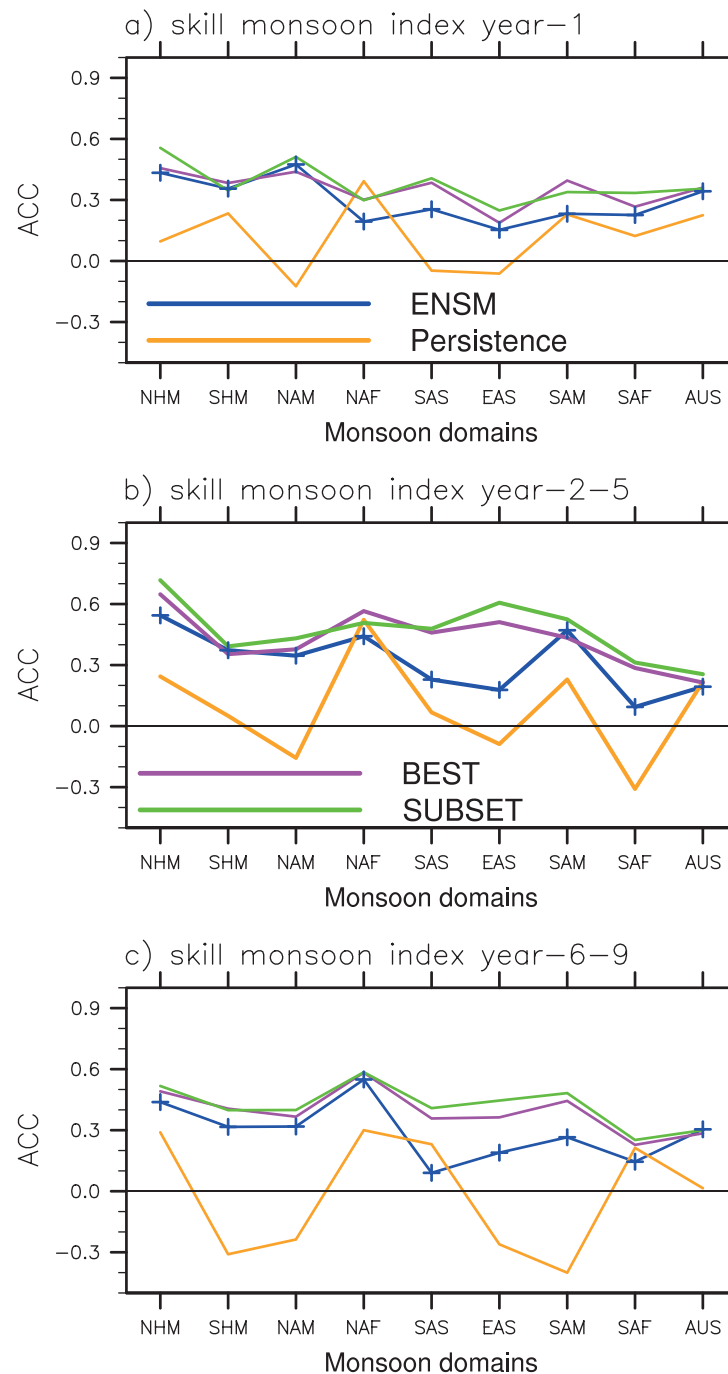 a) skill monsoon index year-1
0.9
0.6
0.3
0.0
-0.3
ACC
ENSM
Persistence
NHM SHM NAM NAF SAS EAS SAM SAF AUS
Monsoon domains
b) skill monsoon index year-2-5
0.9
0.6
0.3
0.0
-0.3
ACC
BEST
SUBSET
NHM SHM NAM NAF SAS EAS SAM SAF AUS
Monsoon domains
c) skill monsoon index year-6-9
0.9
0.6
0.3
0.0
-0.3
ACC
NHM SHM NAM NAF SAS EAS SAM SAF AUS
Monsoon domains